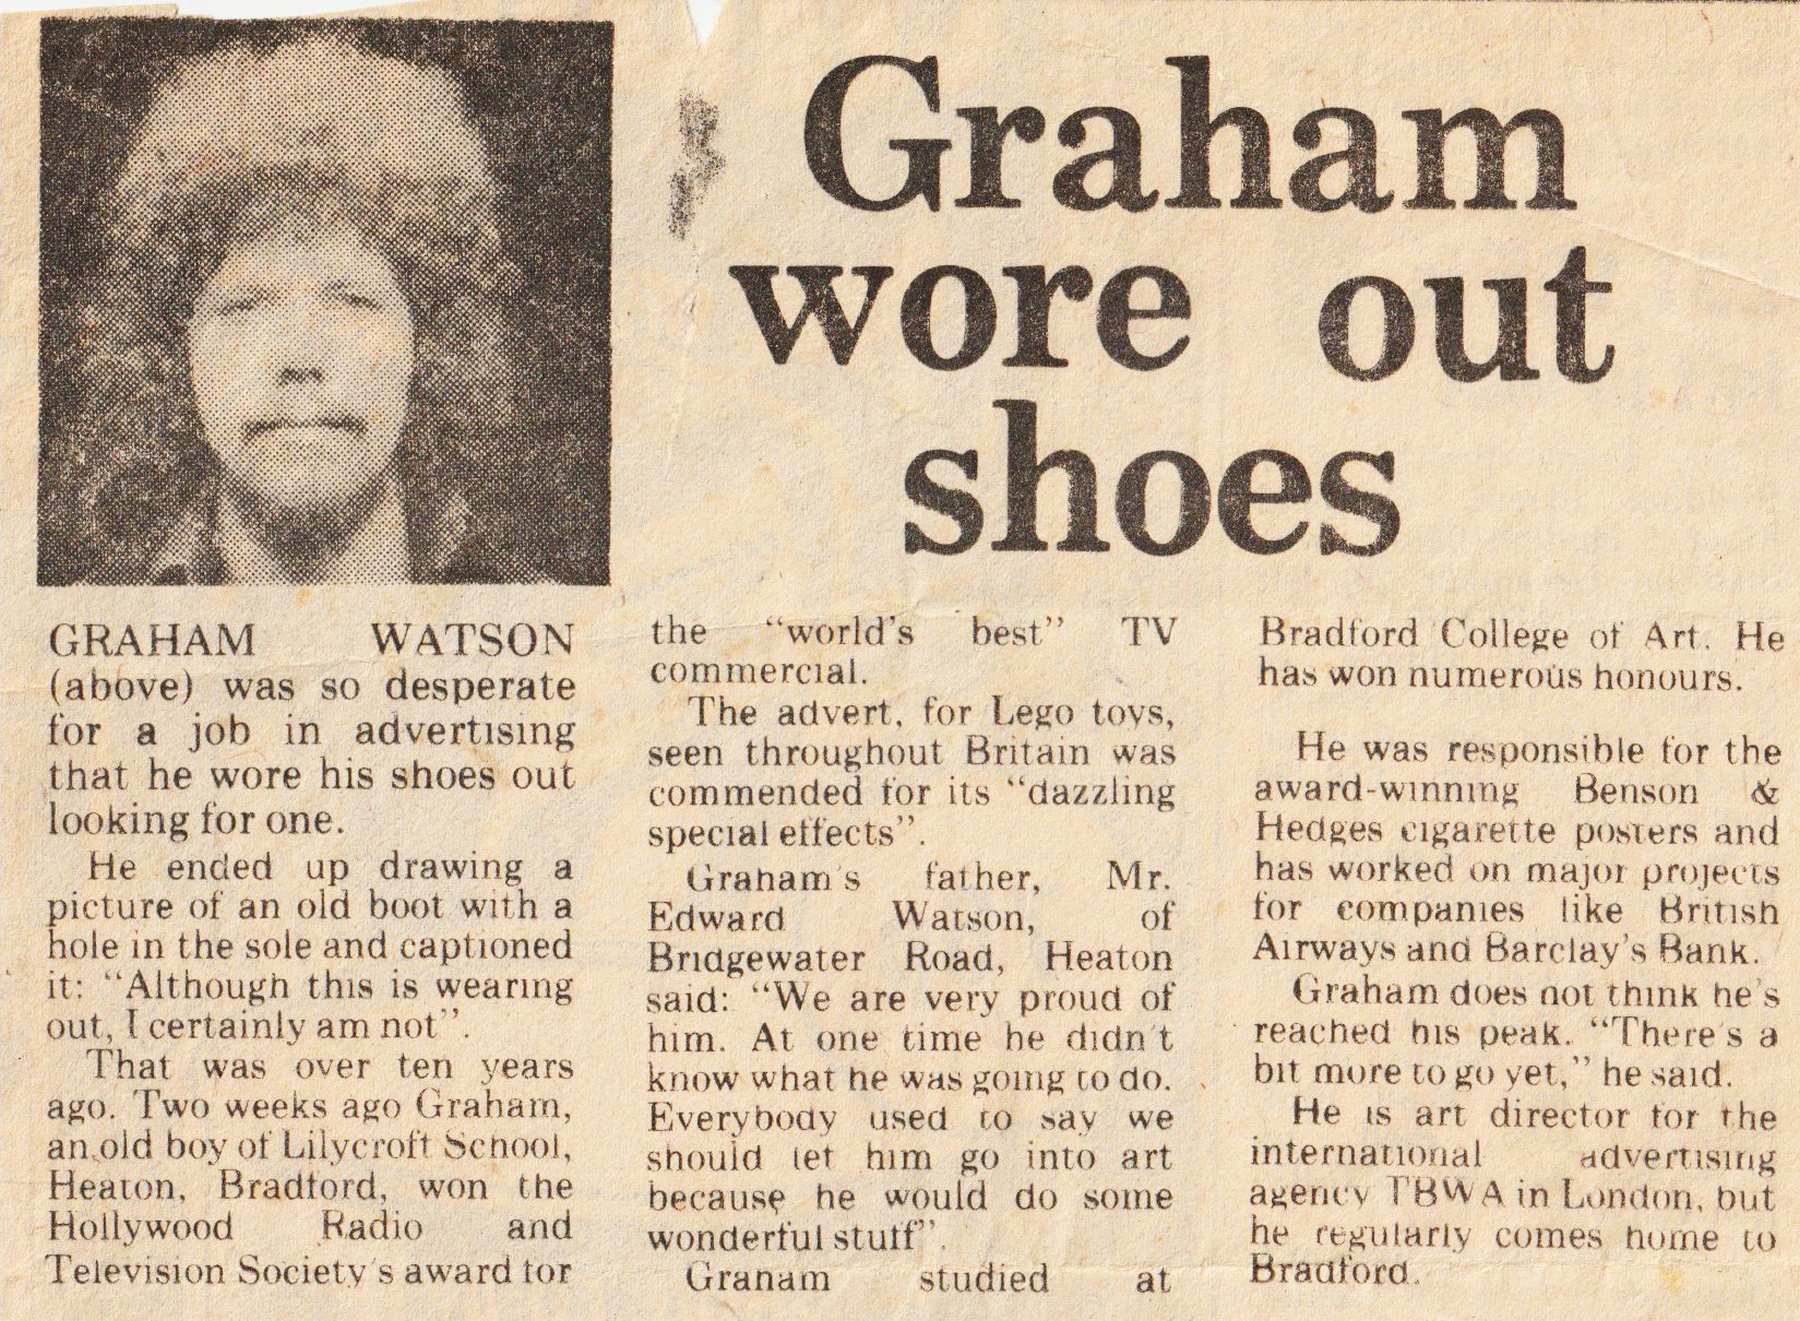 Graham
wore out
shoes
GRAHAM WATSON
(above) was so desperate
for a job in advertising
that he wore his shoes out
looking for one.
He ended up drawing a
picture of an old boot with a
hole in the sole and captioned
it: “Although this is wearing
out, I certainly am not”.
That was over ten years
ago. Two weeks ago Graham,
an old boy of Lilycroft School,
Heaton, Bradford, won the
Hollywood Radio and
Television Society's award for
the “world's best” TV
commercial.
The advert, for Lego toys,
seen throughout Britain was
commended for its “dazzling
special effects”.
Graham's father, Mr.
Edward Watson, of
Bridgewater Road, Heaton
said: “We are very proud of
him. At one time he didn't
know what he was going to do.
Everybody used to say we
should let him go into art
because he would do some
wonderful stuff”.
Graham studied at
Bradford College of Art. He
has won numerous honours.
He was responsible for the
award-winning Benson &
Hedges cigarette posters and
has worked on major projects
for companies like British
Airways and Barclay's Bank.
Graham does not think he's
reached his peak. “There's a
bit more to go yet,” he said.
He is art director for the
international advertising
agency TBWA in London, but
he regularly comes home to
Bradford.